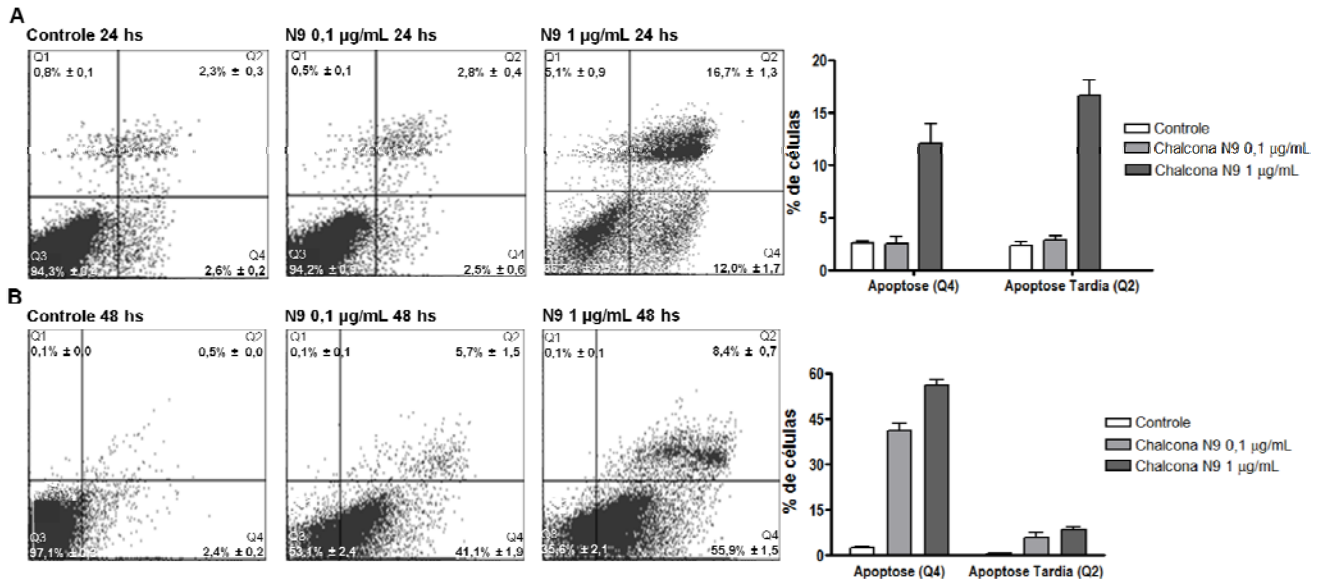 A
Controle 24 hs
N9 0,1 µg/mL 24 hs
N9 1 µg/mL 24 hs
Q1 Q2
0,8% ± 0,1 2,3% ± 0,3
Q3 Q4
94,3% ± 2,6% ± 0,2
Q1 Q2
0,5% ± 0,1 2,8% ± 0,4
Q3 Q4
94,2% ± 2,5% ± 0,6
Q1 Q2
5,1% ± 0,9 16,7% ± 1,3
Q4
12,0% ± 1,7
% de células
20
15
10
5
0
Apoptose (Q4) Apoptose Tardia (Q2)
Controle
Chalcona N9 0,1 µg/mL
Chalcona N9 1 µg/mL
B
Controle 48 hs
N9 0,1 µg/mL 48 hs
N9 1 µg/mL 48 hs
Q1 Q2
0,1% ± 0,0 0,5% ± 0,0
Q3 Q4
97,1% ± 2,4% ± 0,2
Q1 Q2
0,1% ± 0,1 5,7% ± 1,5
Q3 Q4
53,1% ± 2,4 41,1% ± 1,9
Q1 Q2
0,1% ± 0,1 8,4% ± 0,7
Q4
35,6% ± 2,1 55,9% ± 1,5
% de células
60
45
30
15
0
Apoptose (Q4) Apoptose Tardia (Q2)
Controle
Chalcona N9 0,1 µg/mL
Chalcona N9 1 µg/mL